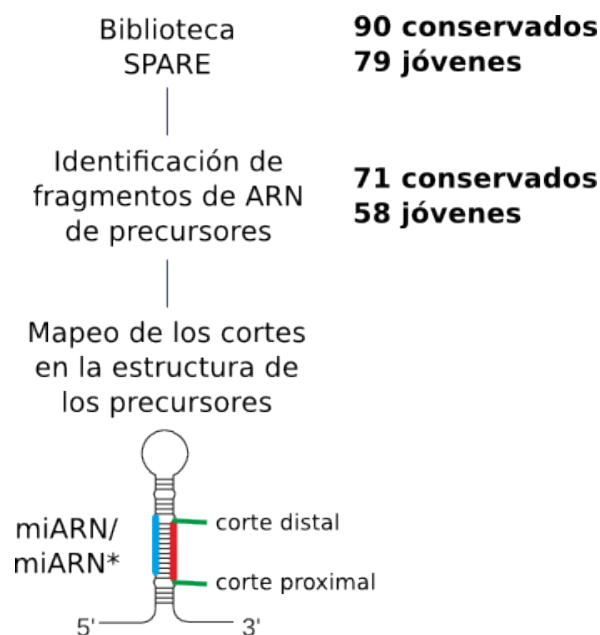 Biblioteca
SPARE
90 conservados
79 jóvenes
Identificación de
fragmentos de ARN
de precursores
71 conservados
58 jóvenes
Mapeo de los cortes
en la estructura de
los precursores
miARN/
miARN*
corte distal
corte proximal
5'
3'